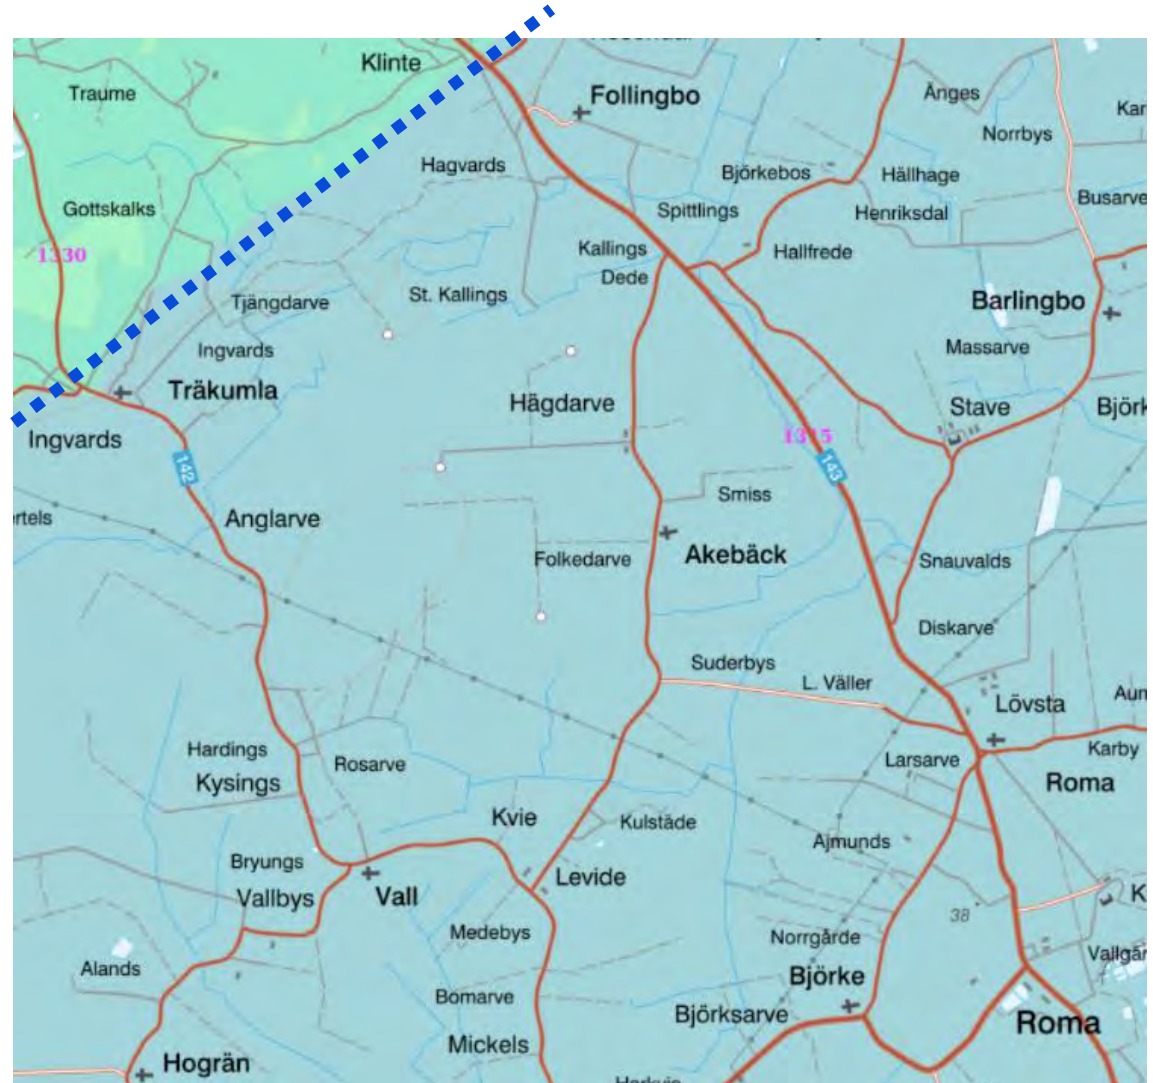 Klinte
Follingbo
Traume
Änges
Norrbys
Hagvards
Björkebos
Hällhage
Gottskalks
Spittlings
Henriksdal
Busarve
1330
Kallings
Hallfrede
Dede
St. Kallings
Tjängdarve
Barlingbo
Ingvards
Massarve
Träkumla
Hägdarve
Stave
Ingvards
1315
142
143
Smiss
Anglarve
Akebäck
Folkedarve
Snauvalds
Diskarve
Suderbys
L. Väller
Lövsta
Hardings
Rosarve
Larsarve
Karby
Kysings
Roma
Kvie
Kulstäde
Ajmunds
Bryungs
Levide
Vallbys
Vall
38
Medebys
Norrgårde
Alands
Björke
Bomarve
Björksarve
Roma
Mickels
Hogrän